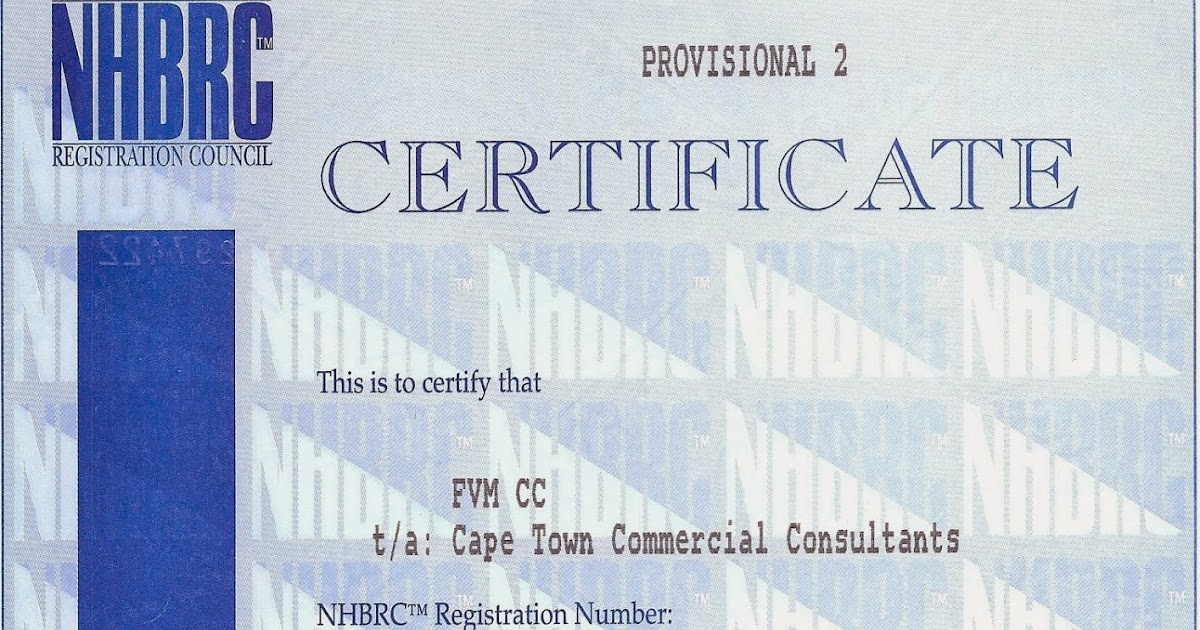 NHBRC™
REGISTRATION COUNCIL
PROVISIONAL 2
CERTIFICATE
This is to certify that
FVM CC
t/a: Cape Town Commercial Consultants
NHBRC™ Registration Number: